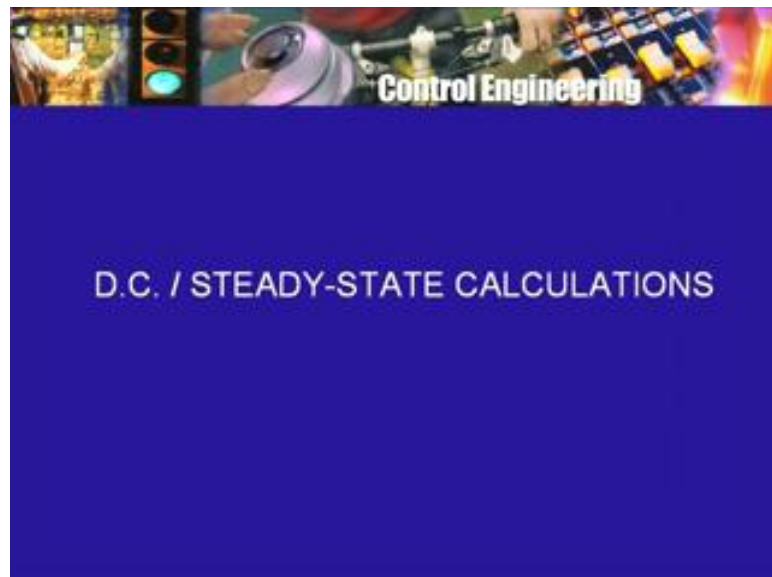 Control Engineering
D.C. / STEADY-STATE CALCULATIONS